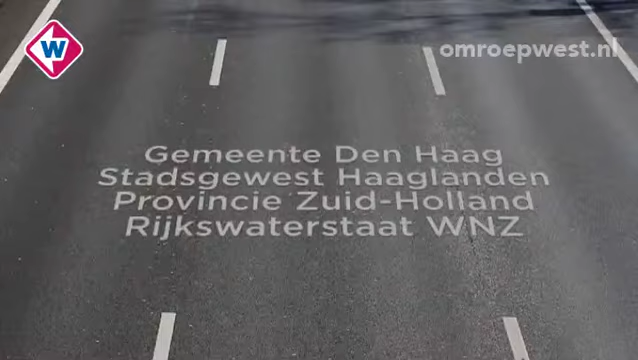 W
omroepwest.nl
Gemeente Den Haag
Stadsgewest Haaglanden
Provincie Zuid-Holland
Rijkswaterstaat WNZ